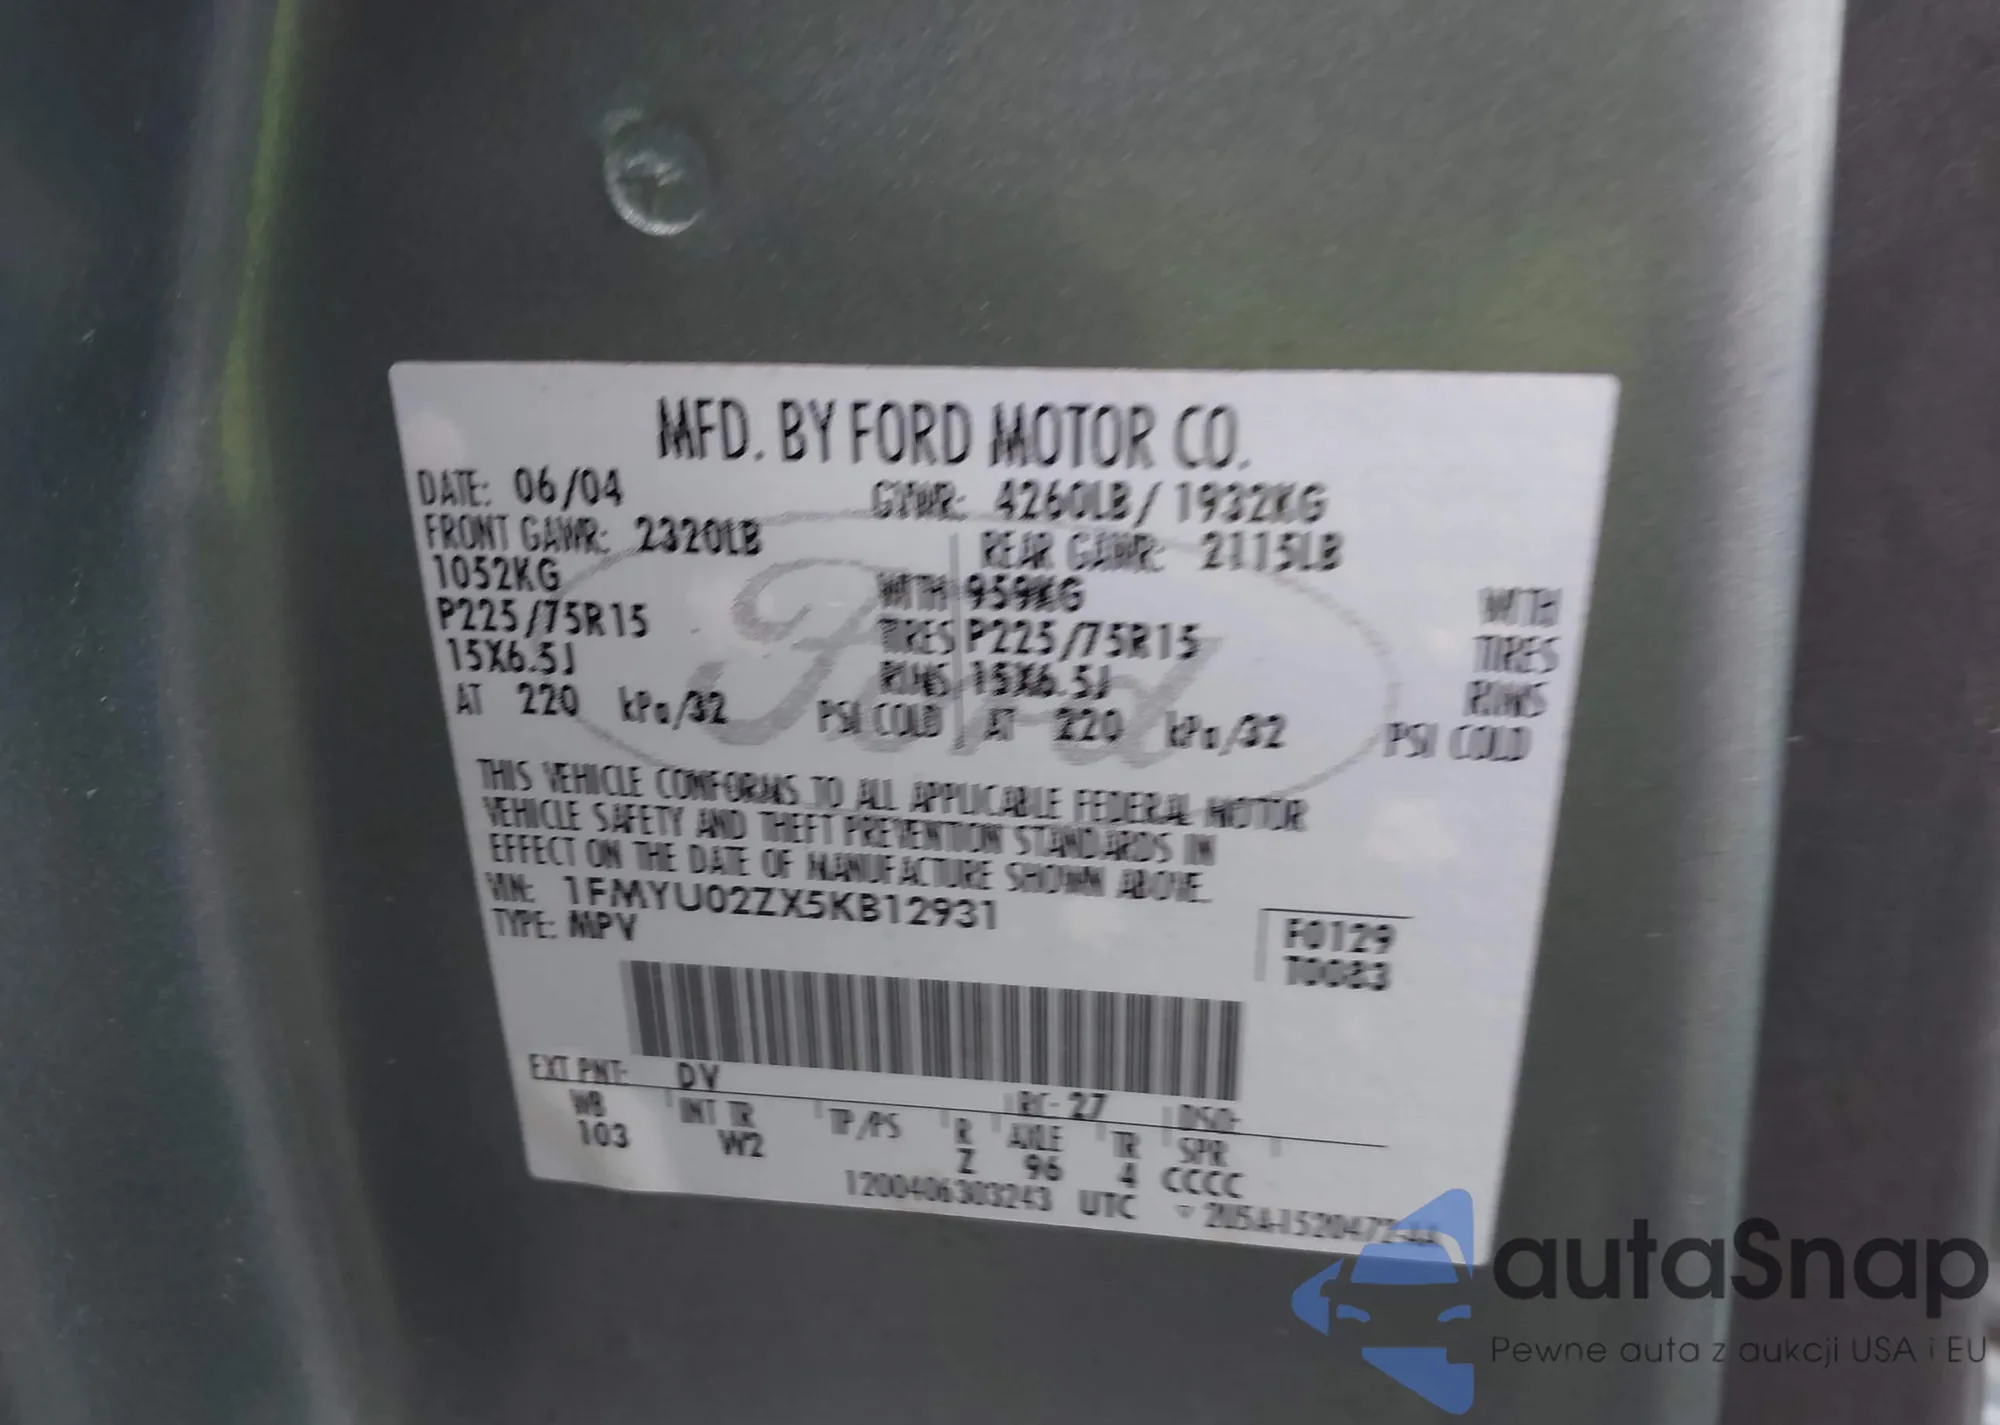 MFD. BY FORD MOTOR CO.
DATE: 06/04 GVWR: 4260LB / 1932KG
FRONT GAWR: 2320LB REAR GAWR: 2115LB
1052KG WITH 959KG WITH
P225/75R15 TIRES P225/75R15 TIRES
15X6.5J RIMS 15X6.5J RIMS
AT 220 kPa/32 PSI COLD AT 220 kPa/32 PSI COLD
Ford
THIS VEHICLE CONFORMS TO ALL APPLICABLE FEDERAL MOTOR
VEHICLE SAFETY AND THEFT PREVENTION STANDARDS IN
EFFECT ON THE DATE OF MANUFACTURE SHOWN ABOVE.
VIN: 1FMYU02ZX5KB12931
TYPE: MPV
F0129
T0083
EXT PNT: DV RC: 27 DSO:
WB INT TR TP/PS R AXLE TR SPR
103 W2 Z 96 4 CCCC
1200406303243 UTC
autaSnap
Pewne auta z aukcji USA i EU